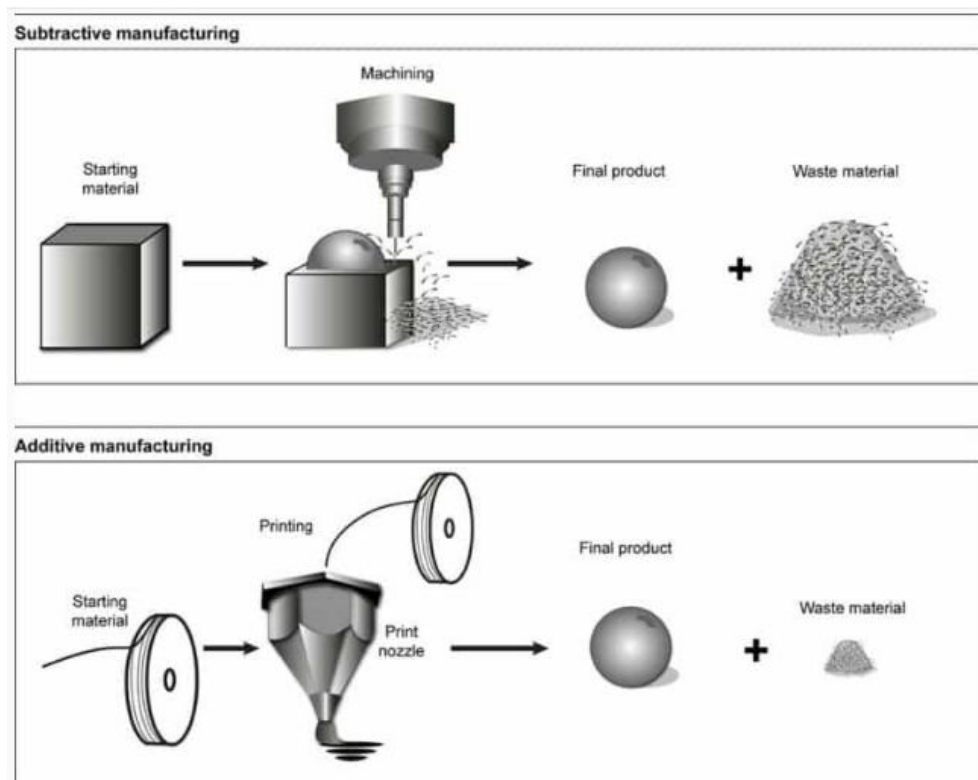 Subtractive manufacturing
Machining
Starting
material
Final product
Waste material
+
Additive manufacturing
Printing
Final product
Starting
material
Print
nozzle
Waste material
+